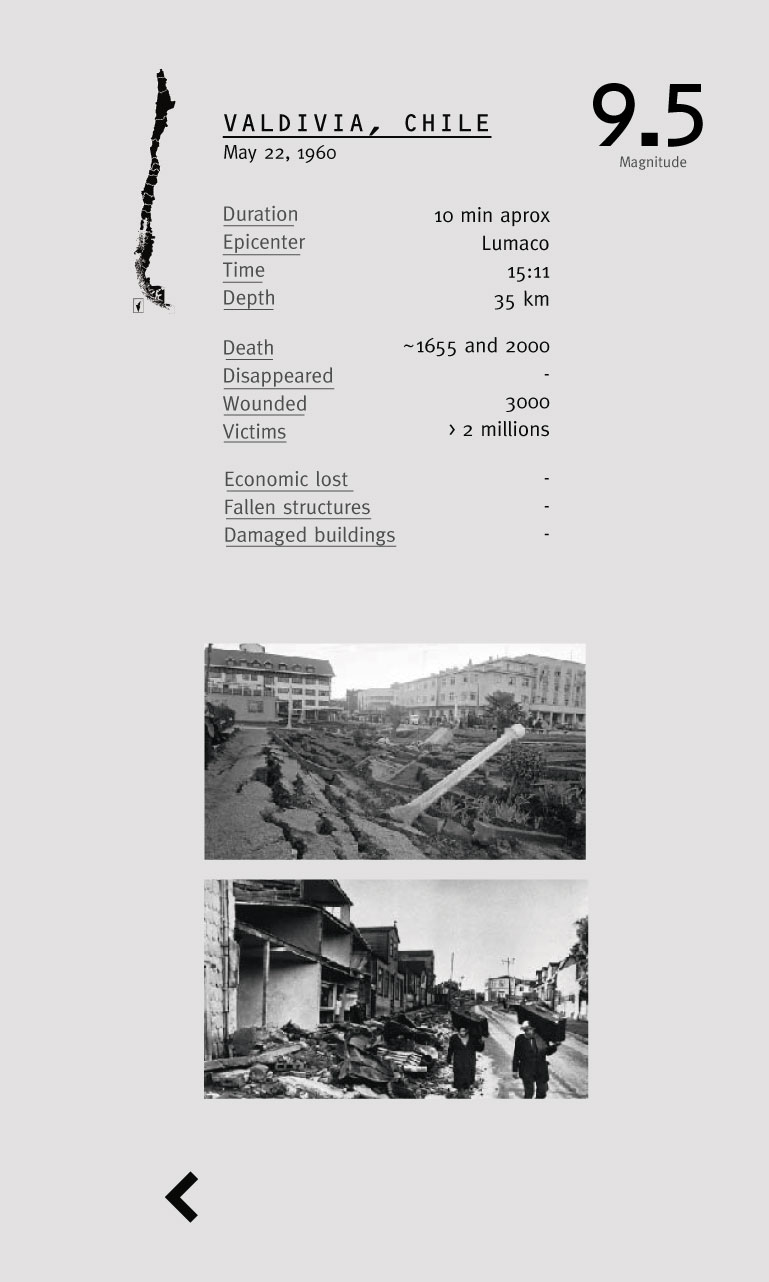 VALDIVIA, CHILE
May 22, 1960
9.5
Magnitude
Duration 10 min aprox
Epicenter Lumaco
Time 15:11
Depth 35 km
Death ~1655 and 2000
Disappeared -
Wounded 3000
Victims > 2 millions
Economic lost -
Fallen structures -
Damaged buildings -